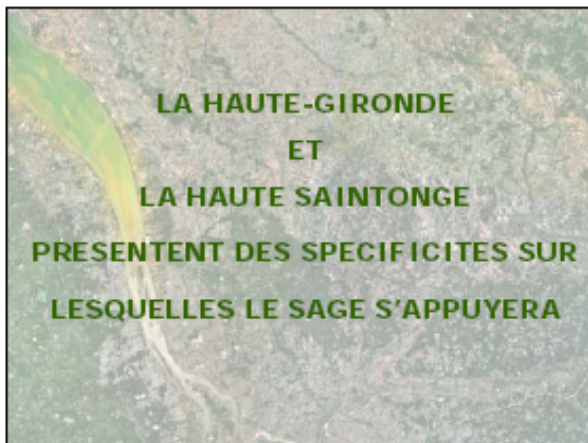 LA HAUTE-GIRONDE
ET
LA HAUTE SAINTONGE
PRESENTENT DES SPECIFICITES SUR
LESQUELLES LE SAGE S'APPUYERA